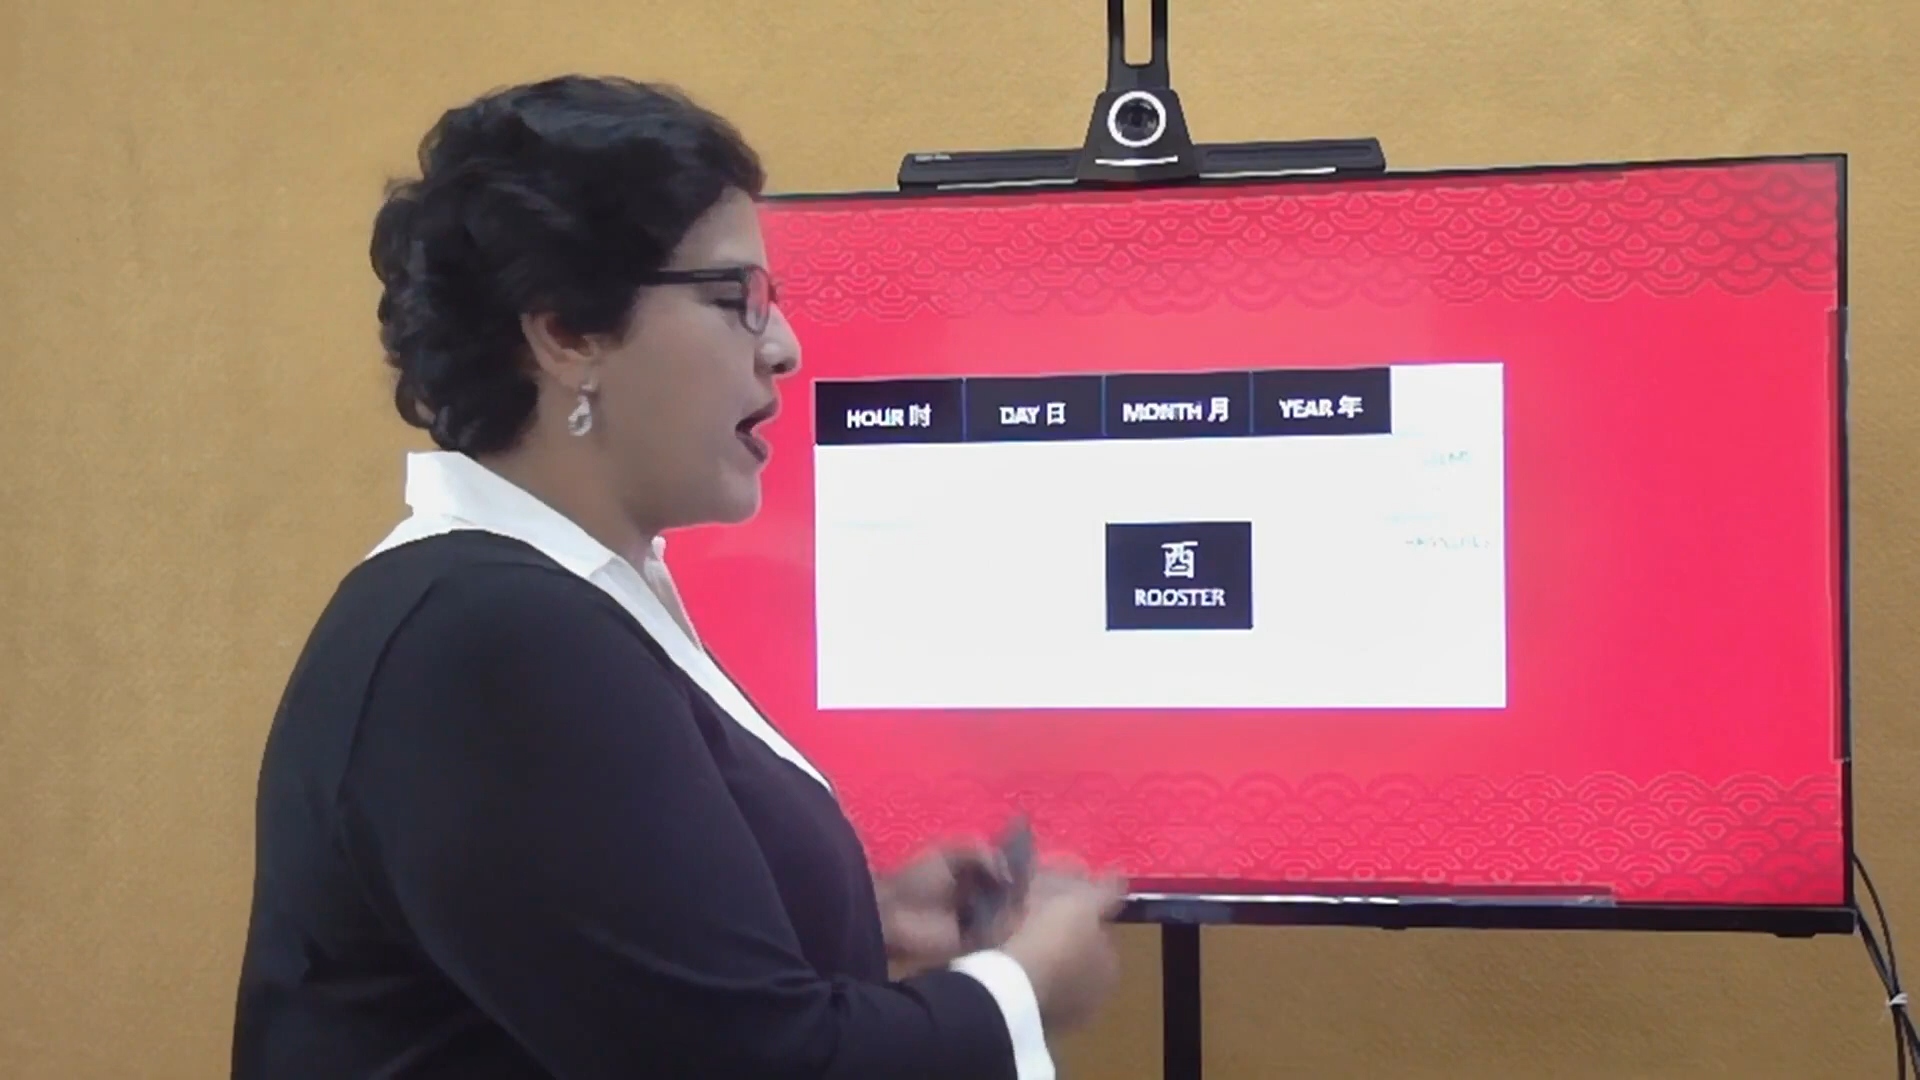 HOUR 时 DAY 日 MONTH 月 YEAR 年
酉
ROOSTER